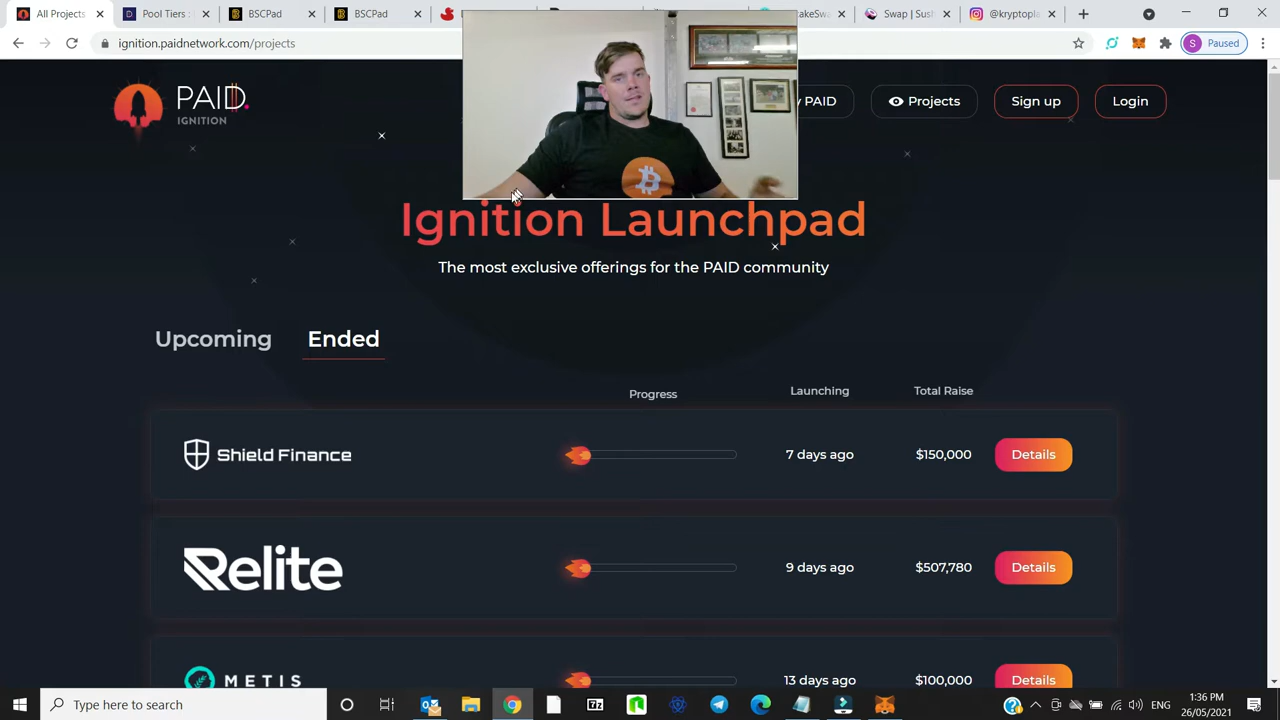 All Projects
Pool Tiers
BSCPad
BSCPad
Swap | Sust
@kryptopl
ignition.paidnetwork.com/projects
S Paused
PAID
IGNITION
PAID
Projects
Sign up
Login
Ignition Launchpad
The most exclusive offerings for the PAID community
Upcoming
Ended
Progress
Launching
Total Raise
Shield Finance
7 days ago
$150,000
Details
Relite
9 days ago
$507,780
Details
METIS
13 days ago
$100,000
Details
Type here to search
1:36 PM
26/05/2021